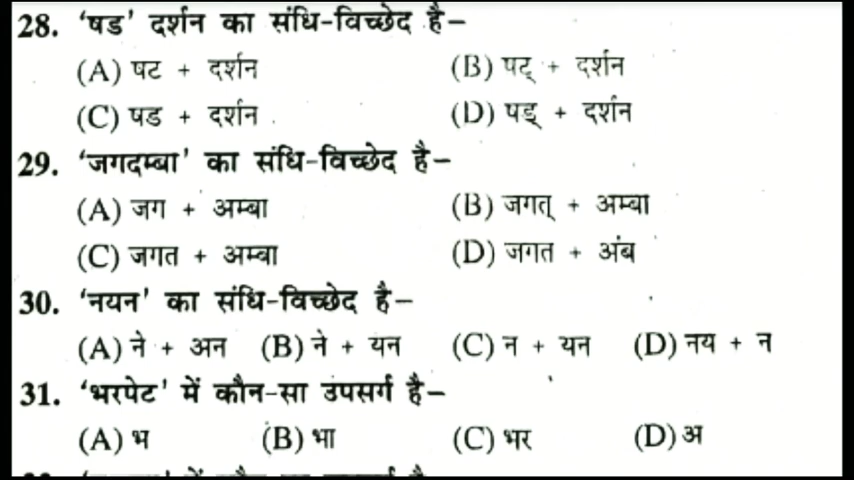 28. ‘षड’ दर्शन का संधि-विच्छेद है–
(A) षट + दर्शन (B) षट् + दर्शन
(C) षड + दर्शन (D) षड् + दर्शन
29. ‘जगदम्बा’ का संधि-विच्छेद है–
(A) जग + अम्बा (B) जगत् + अम्बा
(C) जगत + अम्बा (D) जगत + अंब
30. ‘नयन’ का संधि-विच्छेद है–
(A) ने + अन (B) ने + यन (C) न + यन (D) नय + न
31. ‘भरपेट’ में कौन-सा उपसर्ग है–
(A) भ (B) भा (C) भर (D) अ